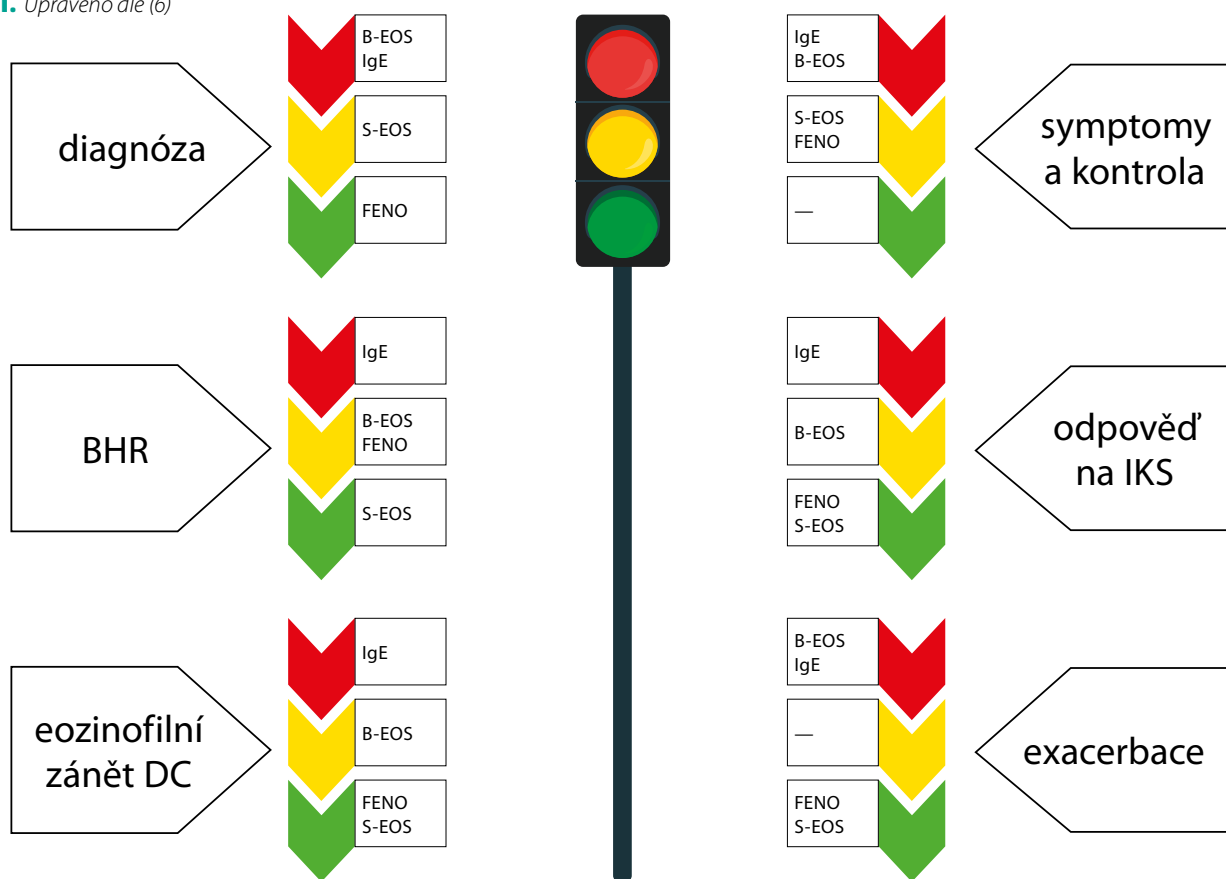 1. Upraveno dle (6)
diagnóza
B-EOS
IgE
S-EOS
FENO
IgE
B-EOS
S-EOS
FENO
—
symptomy
a kontrola
BHR
IgE
B-EOS
FENO
S-EOS
IgE
B-EOS
FENO
S-EOS
odpověď
na IKS
eozinofilní
zánět DC
IgE
B-EOS
FENO
S-EOS
B-EOS
IgE
—
FENO
S-EOS
exacerbace